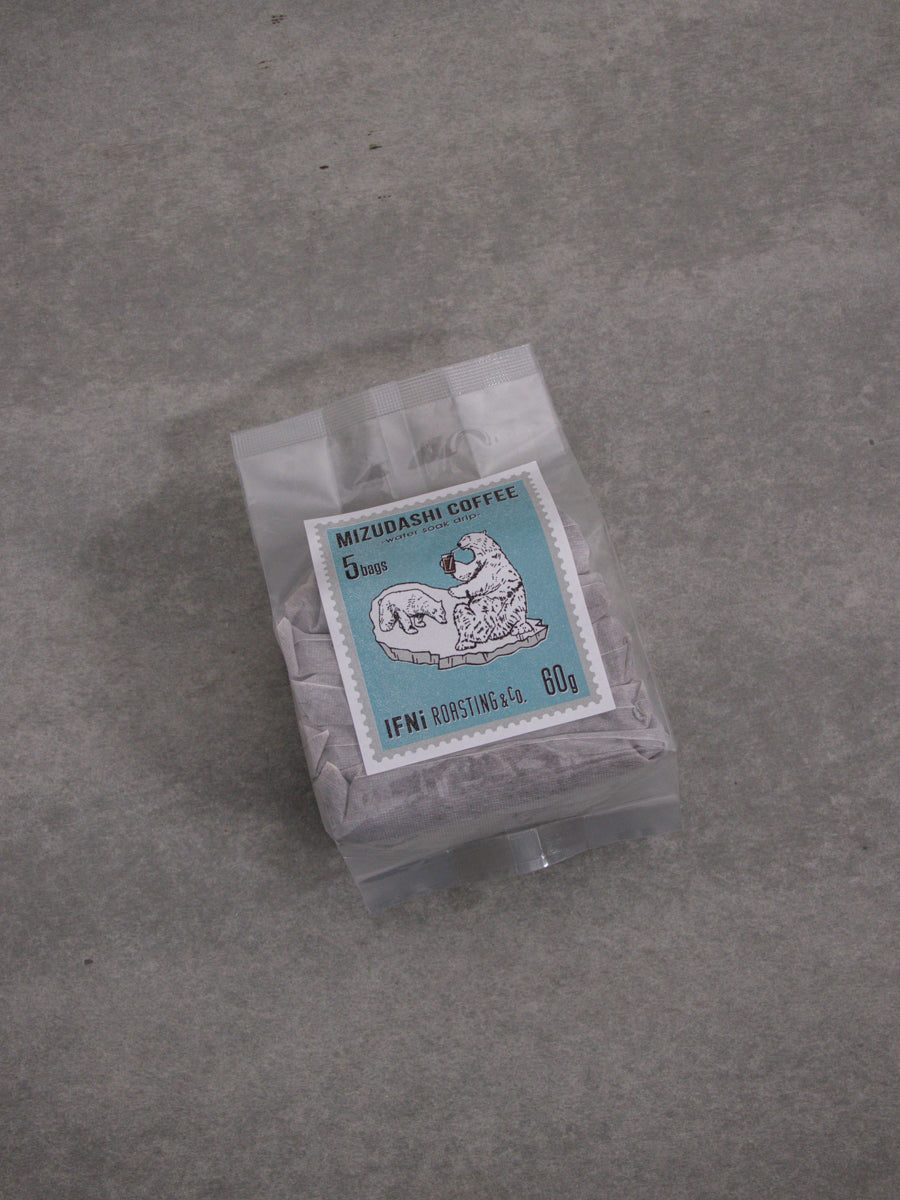 MIZUDASHI COFFEE
-water soak drip-
5bags
60g
IFNi ROASTING & Co.